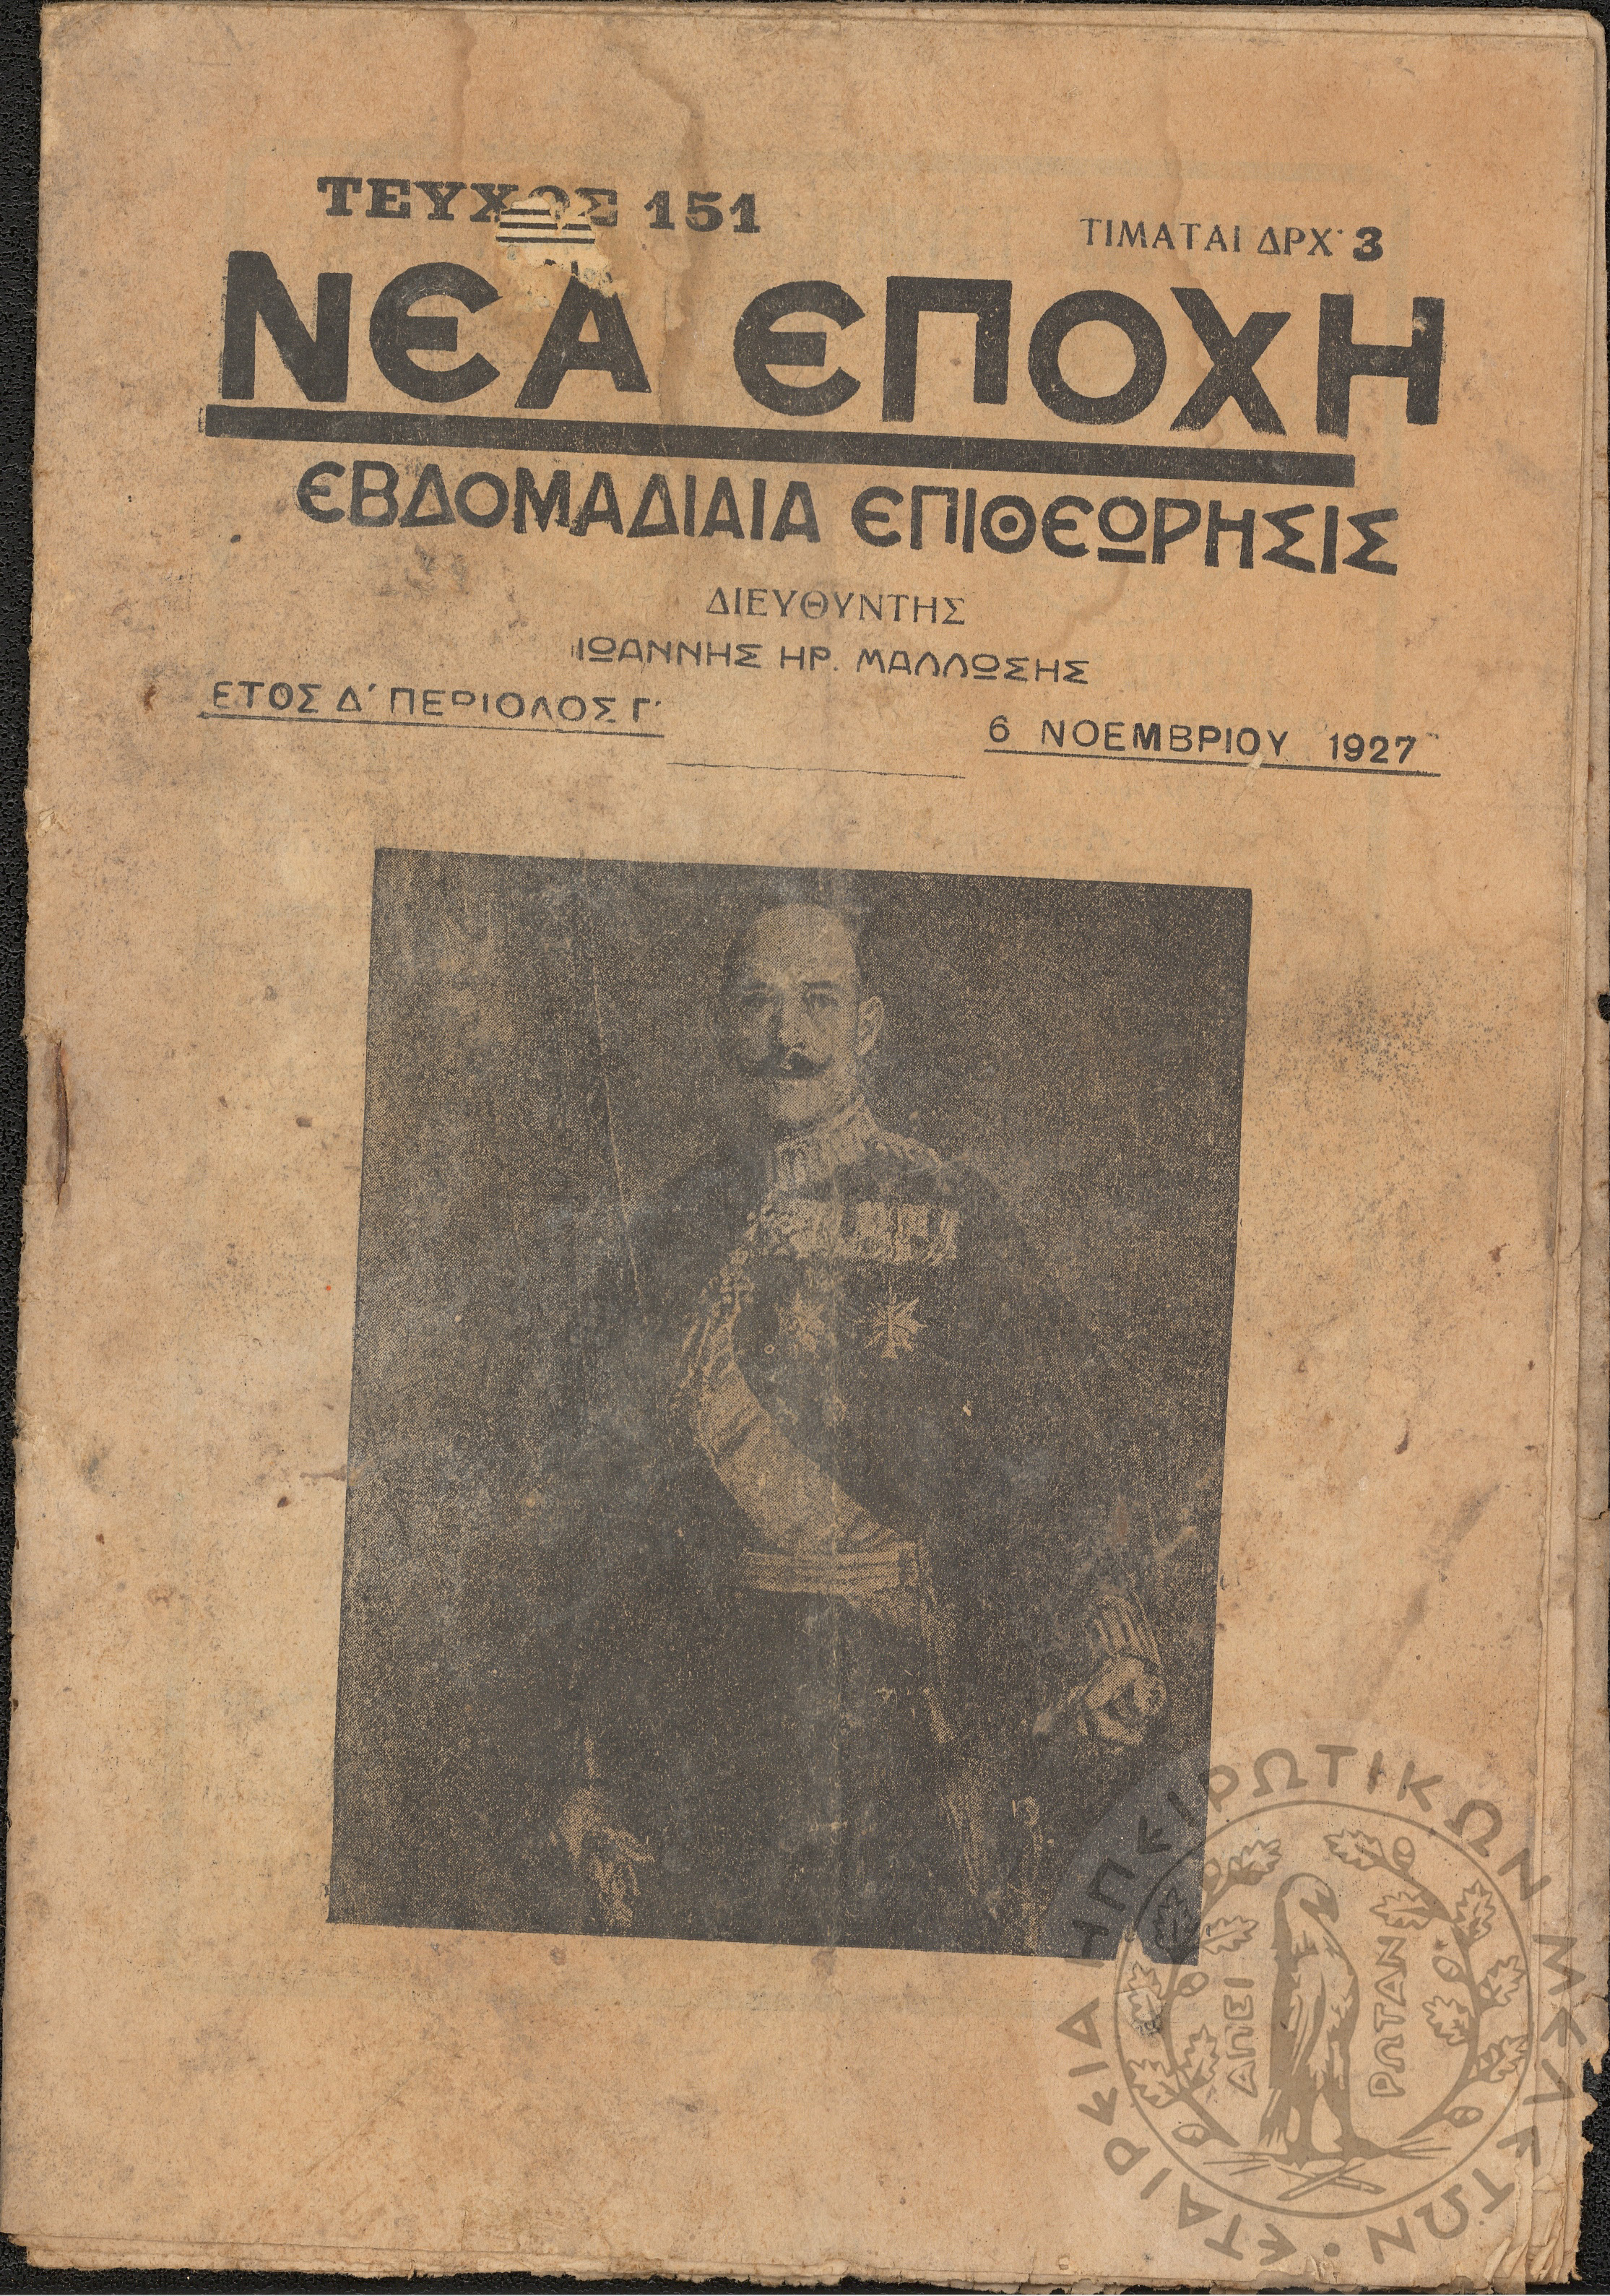 ΤΕΥΧΟΣ 151
ΤΙΜΑΤΑΙ ΔΡΧ. 3
ΝΕΑ ΕΠΟΧΗ
ΕΒΔΟΜΑΔΙΑΙΑ ΕΠΙΘΕΩΡΗΣΙΣ
ΔΙΕΥΘΥΝΤΗΣ
ΙΩΑΝΝΗΣ ΗΡ. ΜΑΛΛΩΣΗΣ
ΕΤΟΣ Δ' ΠΕΡΙΟΔΟΣ Γ'
6 ΝΟΕΜΒΡΙΟΥ 1927
ΕΤΑΙΡΕΙΑ ΗΠΕΙΡΩΤΙΚΩΝ ΜΕΛΕΤΩΝ
ΑΠΕΙ
ΡΩΤΑΝ